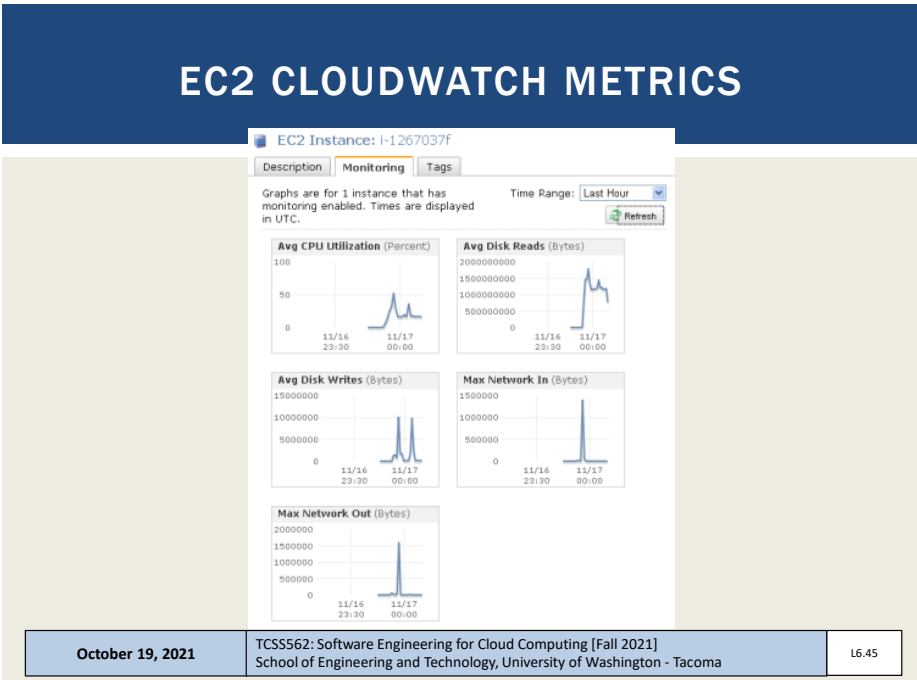 EC2 CLOUDWATCH METRICS
EC2 Instance: i-1267037f
Description Monitoring Tags
Graphs are for 1 instance that has
monitoring enabled. Times are displayed
in UTC.
Time Range: Last Hour
Refresh
Avg CPU Utilization (Percent)
100
50
0
11/16 11/17
23:30 00:00
Avg Disk Reads (Bytes)
2000000000
1500000000
1000000000
500000000
0
11/16 11/17
23:30 00:00
Avg Disk Writes (Bytes)
15000000
10000000
5000000
0
11/16 11/17
23:30 00:00
Max Network In (Bytes)
1500000
1000000
500000
0
11/16 11/17
23:30 00:00
Max Network Out (Bytes)
2000000
1500000
1000000
500000
0
11/16 11/17
23:30 00:00
October 19, 2021
TCSS562: Software Engineering for Cloud Computing [Fall 2021]
School of Engineering and Technology, University of Washington - Tacoma
L6.45